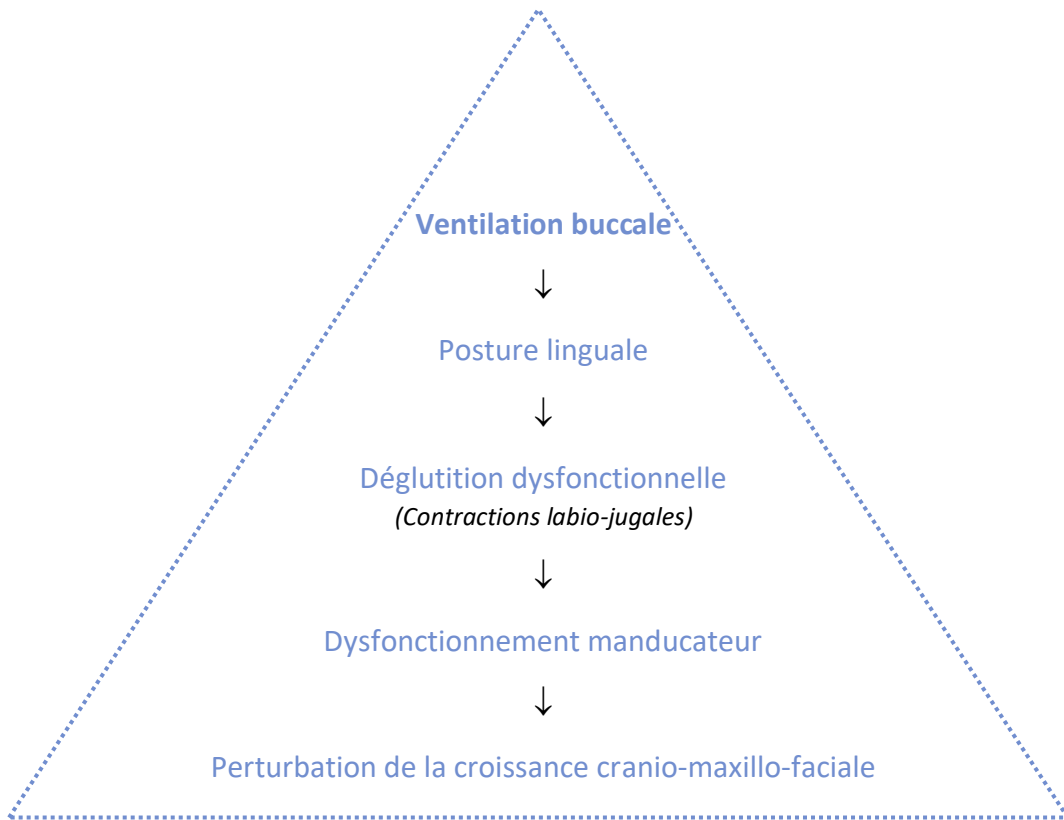 Ventilation buccale
↓
Posture linguale
↓
Déglutition dysfonctionnelle
(Contractions labio-jugales)
↓
Dysfonctionnement manducateur
↓
Perturbation de la croissance cranio-maxillo-faciale